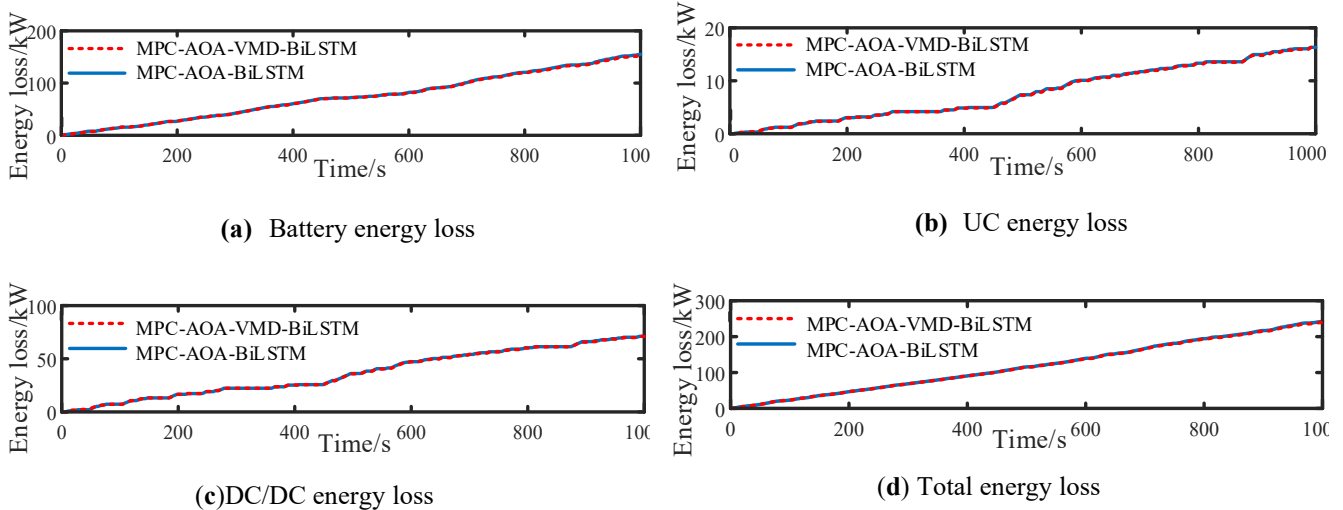 Energy loss/kW
200
100
0
MPC-AOA-VMD-BiLSTM
MPC-AOA-BiLSTM
0 200 400 600 800 100
Time/s
(a) Battery energy loss
Energy loss/kW
20
10
0
MPC-AOA-VMD-BiLSTM
MPC-AOA-BiLSTM
0 200 400 600 800 1000
Time/s
(b) UC energy loss
Energy loss/kW
100
50
0
MPC-AOA-VMD-BiLSTM
MPC-AOA-BiLSTM
0 200 400 600 800 100
Time/s
(c)DC/DC energy loss
Energy loss/kW
300
200
100
0
MPC-AOA-VMD-BiLSTM
MPC-AOA-BiLSTM
0 200 400 600 800 100
Time/s
(d) Total energy loss